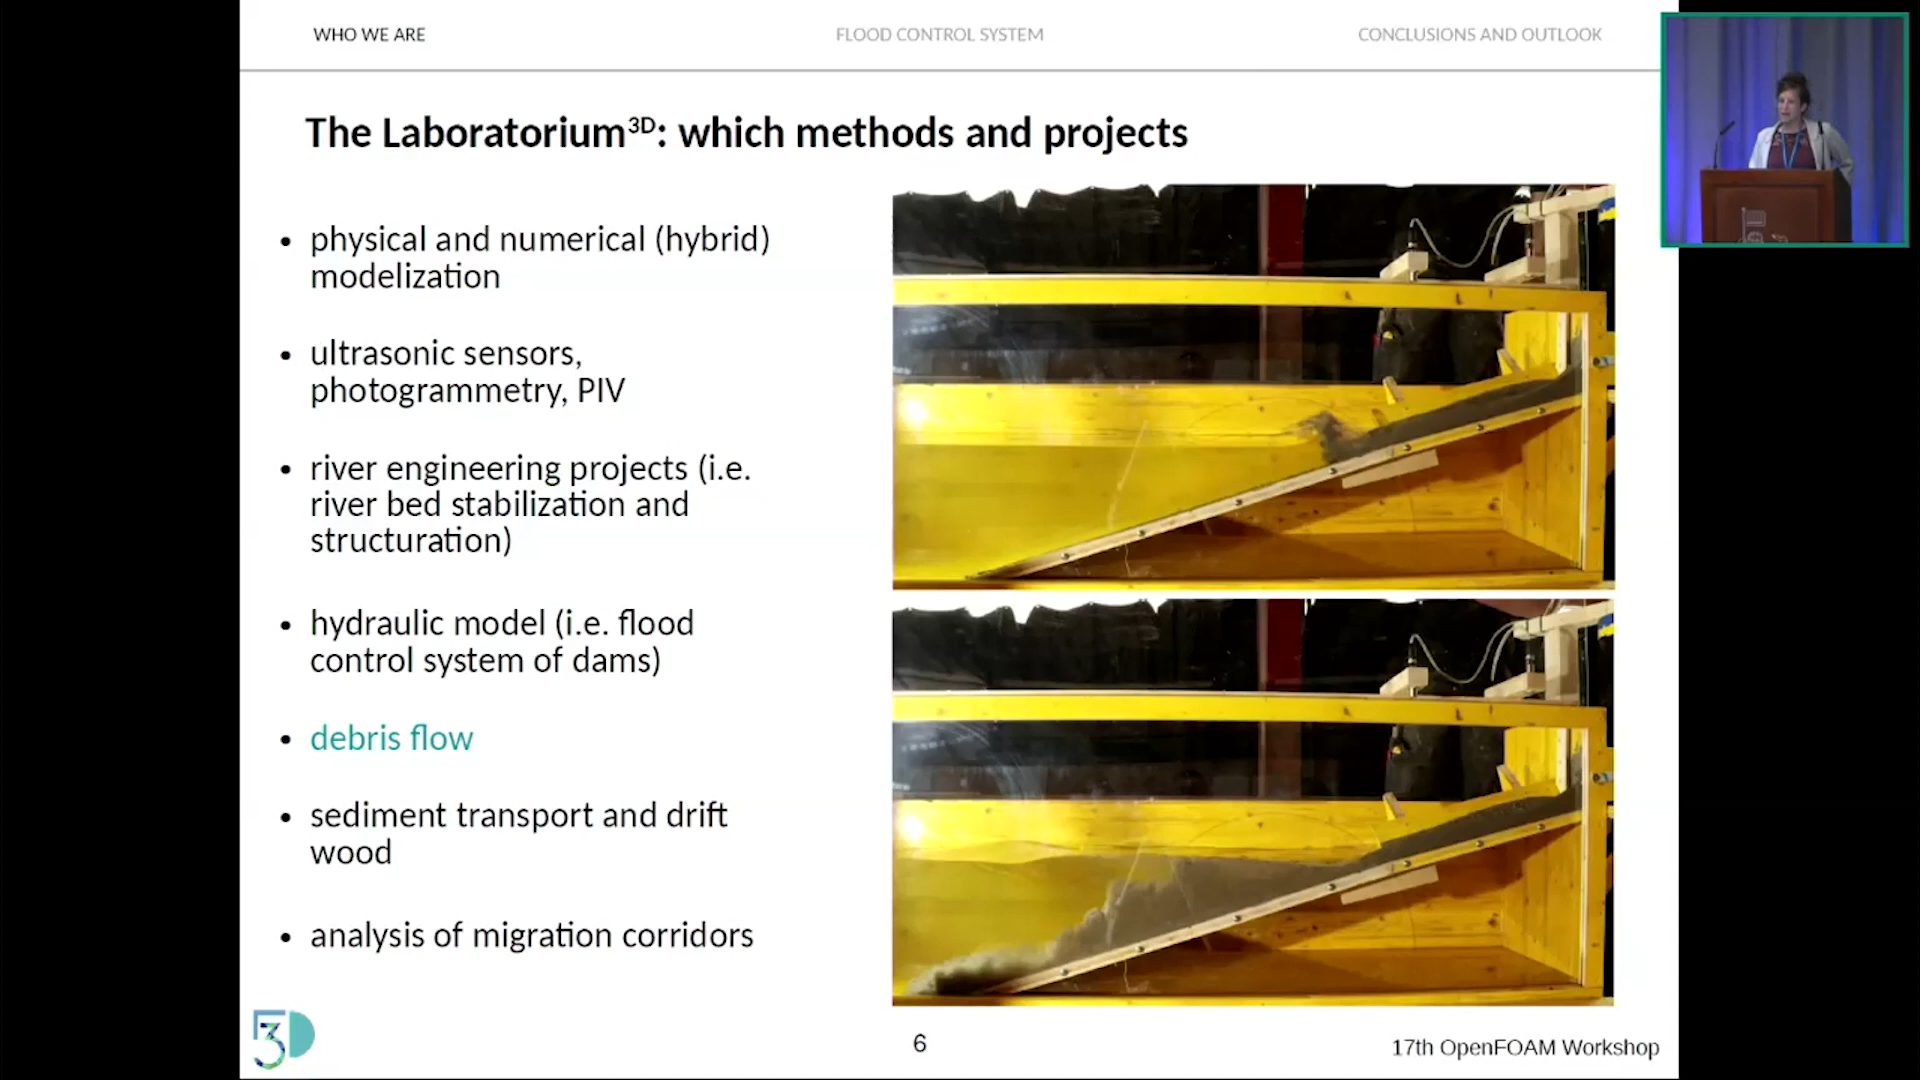 WHO WE ARE
FLOOD CONTROL SYSTEM
CONCLUSIONS AND OUTLOOK
The Laboratorium3D: which methods and projects
• physical and numerical (hybrid)
modelization
• ultrasonic sensors,
photogrammetry, PIV
• river engineering projects (i.e.
river bed stabilization and
structuration)
• hydraulic model (i.e. flood
control system of dams)
• debris flow
• sediment transport and drift
wood
• analysis of migration corridors
3D
6
17th OpenFOAM Workshop